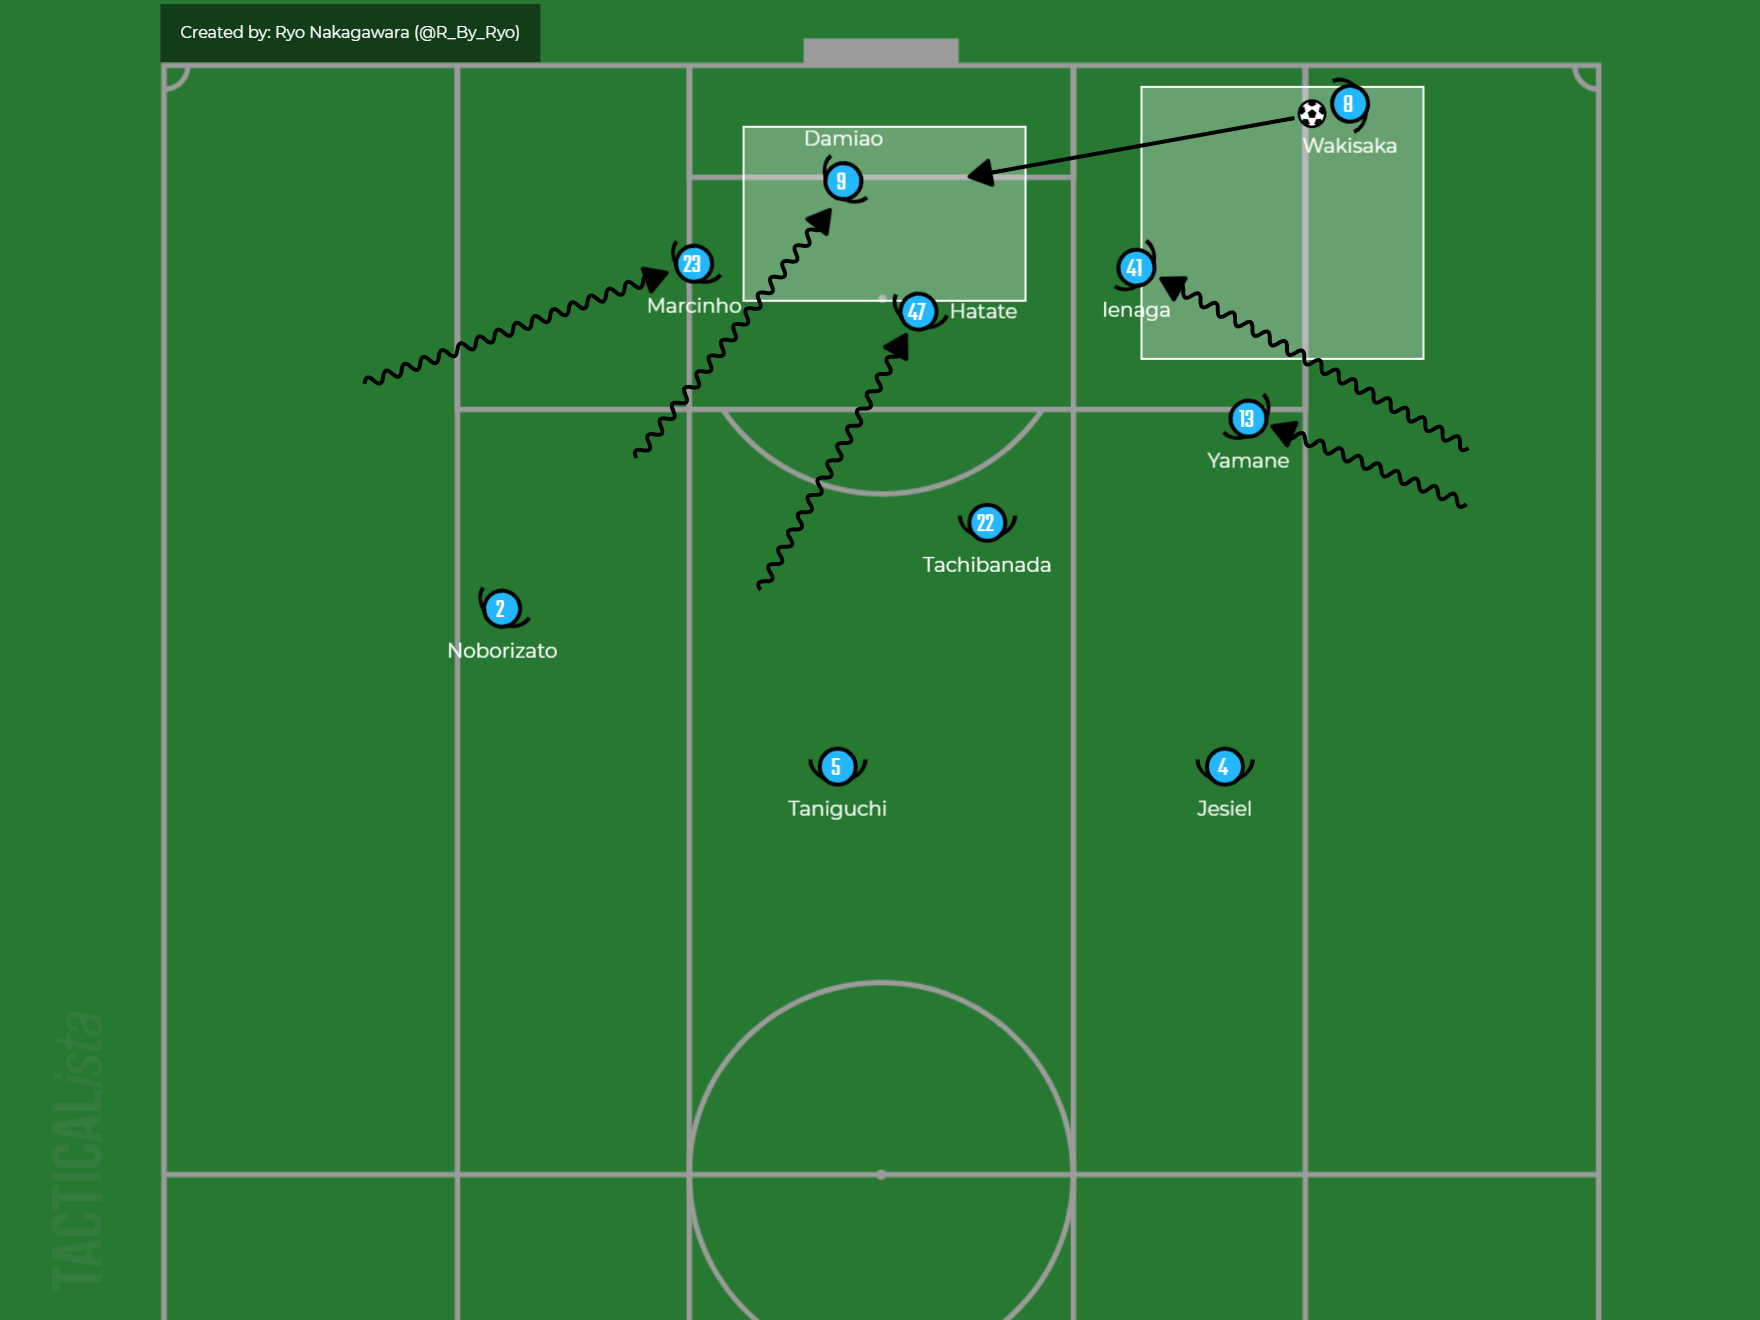 Created by: Ryo Nakagawara (@R_By_Ryo)
8
Wakisaka
Damiao
9
23
Marcinho
41
Ienaga
47
Hatate
13
Yamane
22
Tachibanada
2
Noborizato
5
Taniguchi
4
Jesiel
TACTICALista